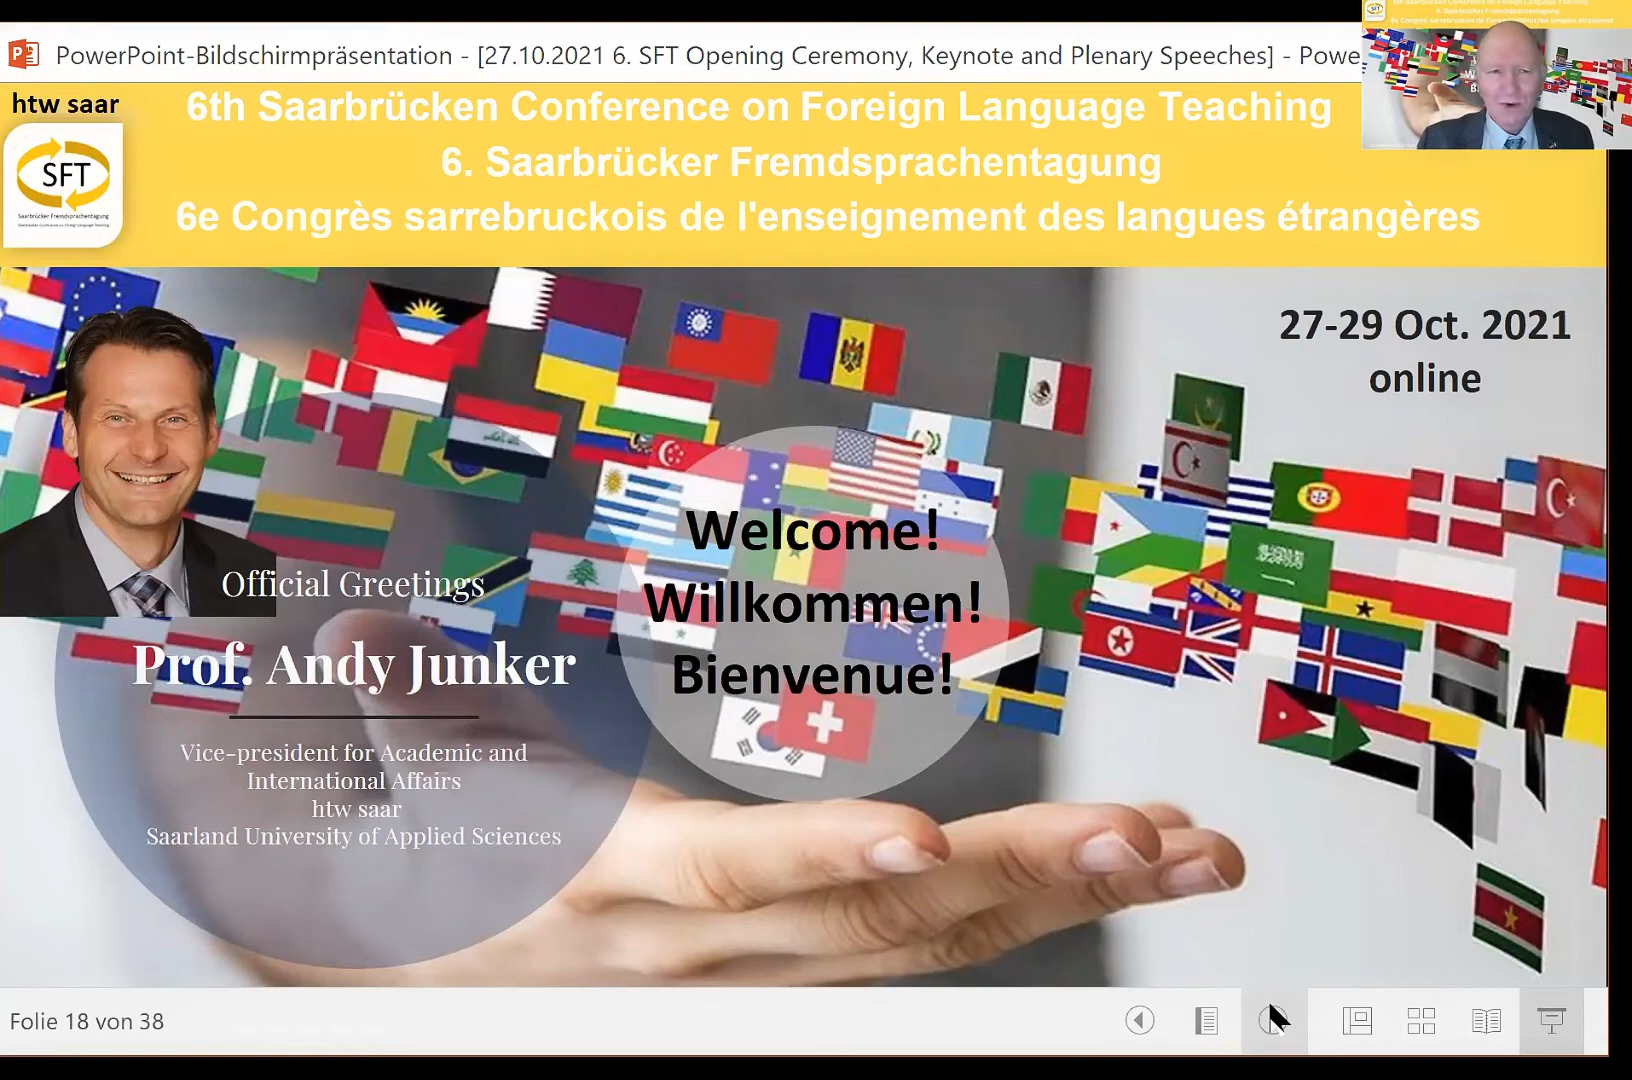 PowerPoint-Bildschirmpräsentation - [27.10.2021 6. SFT Opening Ceremony, Keynote and Plenary Speeches] - Powe
htw saar
SFT
Saarbrücker Fremdsprachentagung
6th Saarbrücken Conference on Foreign Language Teaching
6. Saarbrücker Fremdsprachentagung
6e Congrès sarrebruckois de l'enseignement des langues étrangères
27-29 Oct. 2021
online
Welcome!
Willkommen!
Bienvenue!
Official Greetings
Prof. Andy Junker
Vice-president for Academic and
International Affairs
htw saar
Saarland University of Applied Sciences
Folie 18 von 38